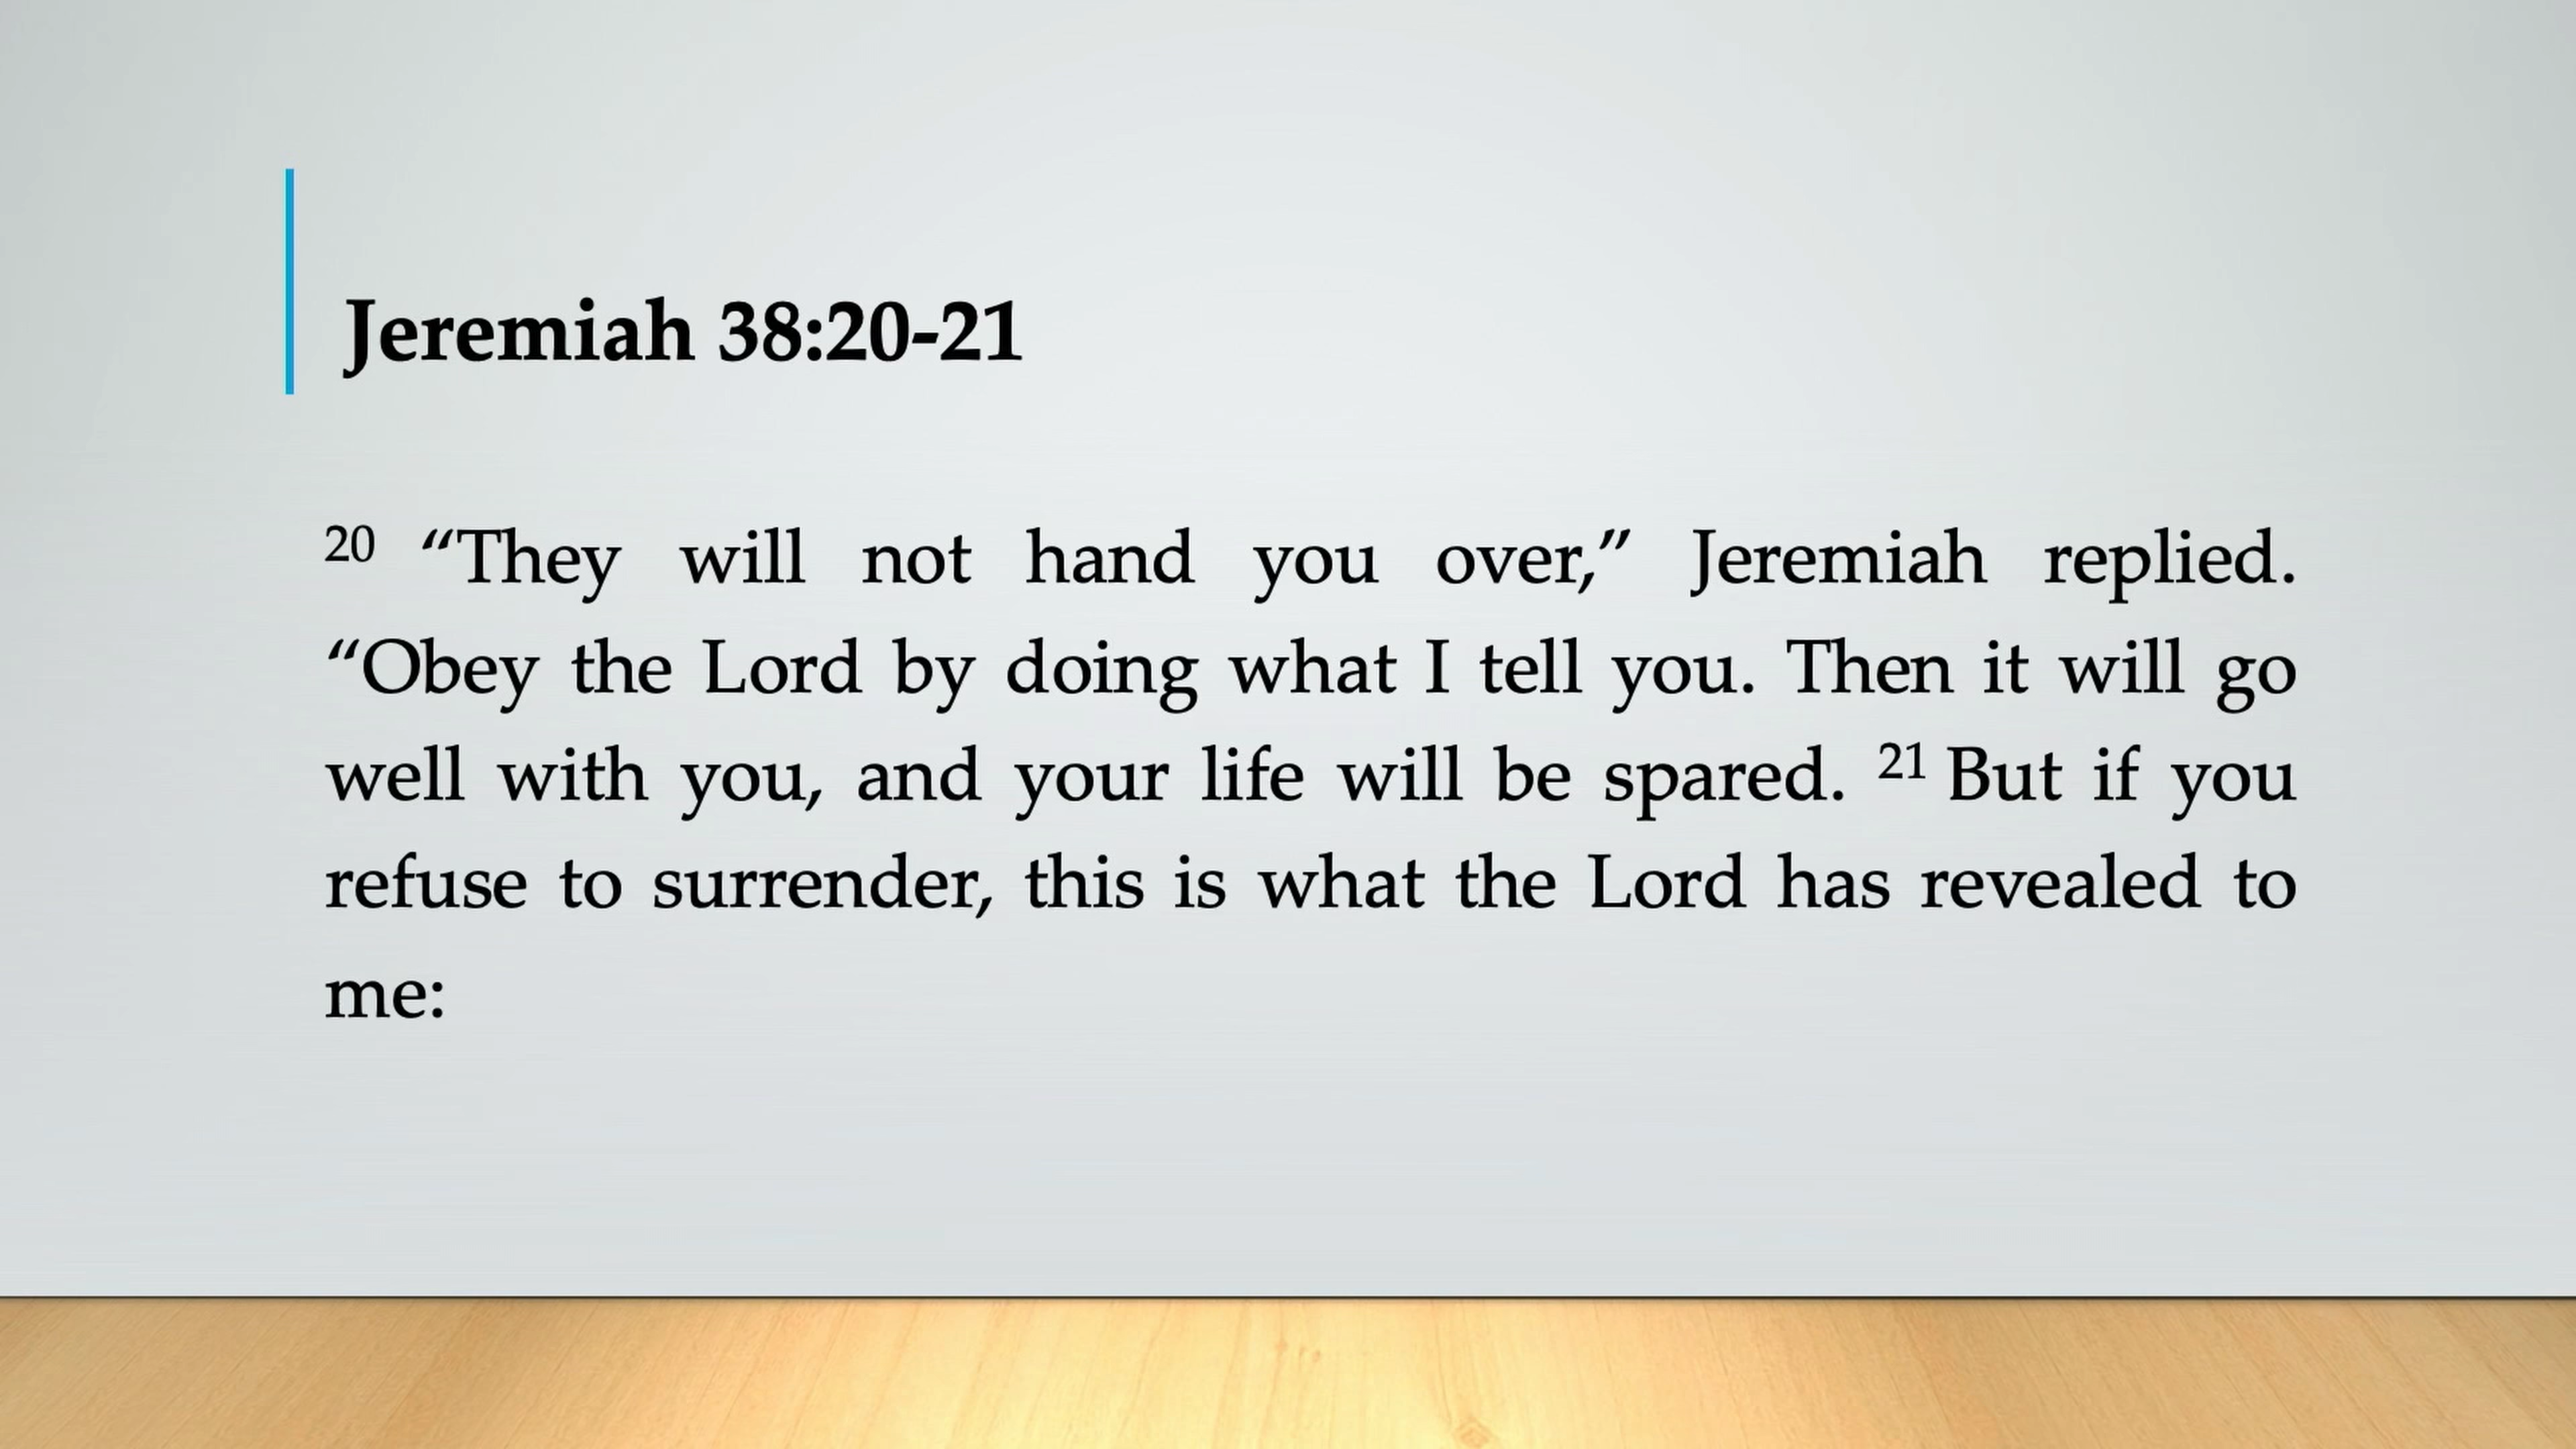 Jeremiah 38:20-21
20 “They will not hand you over,” Jeremiah replied.
“Obey the Lord by doing what I tell you. Then it will go
well with you, and your life will be spared. 21 But if you
refuse to surrender, this is what the Lord has revealed to
me: